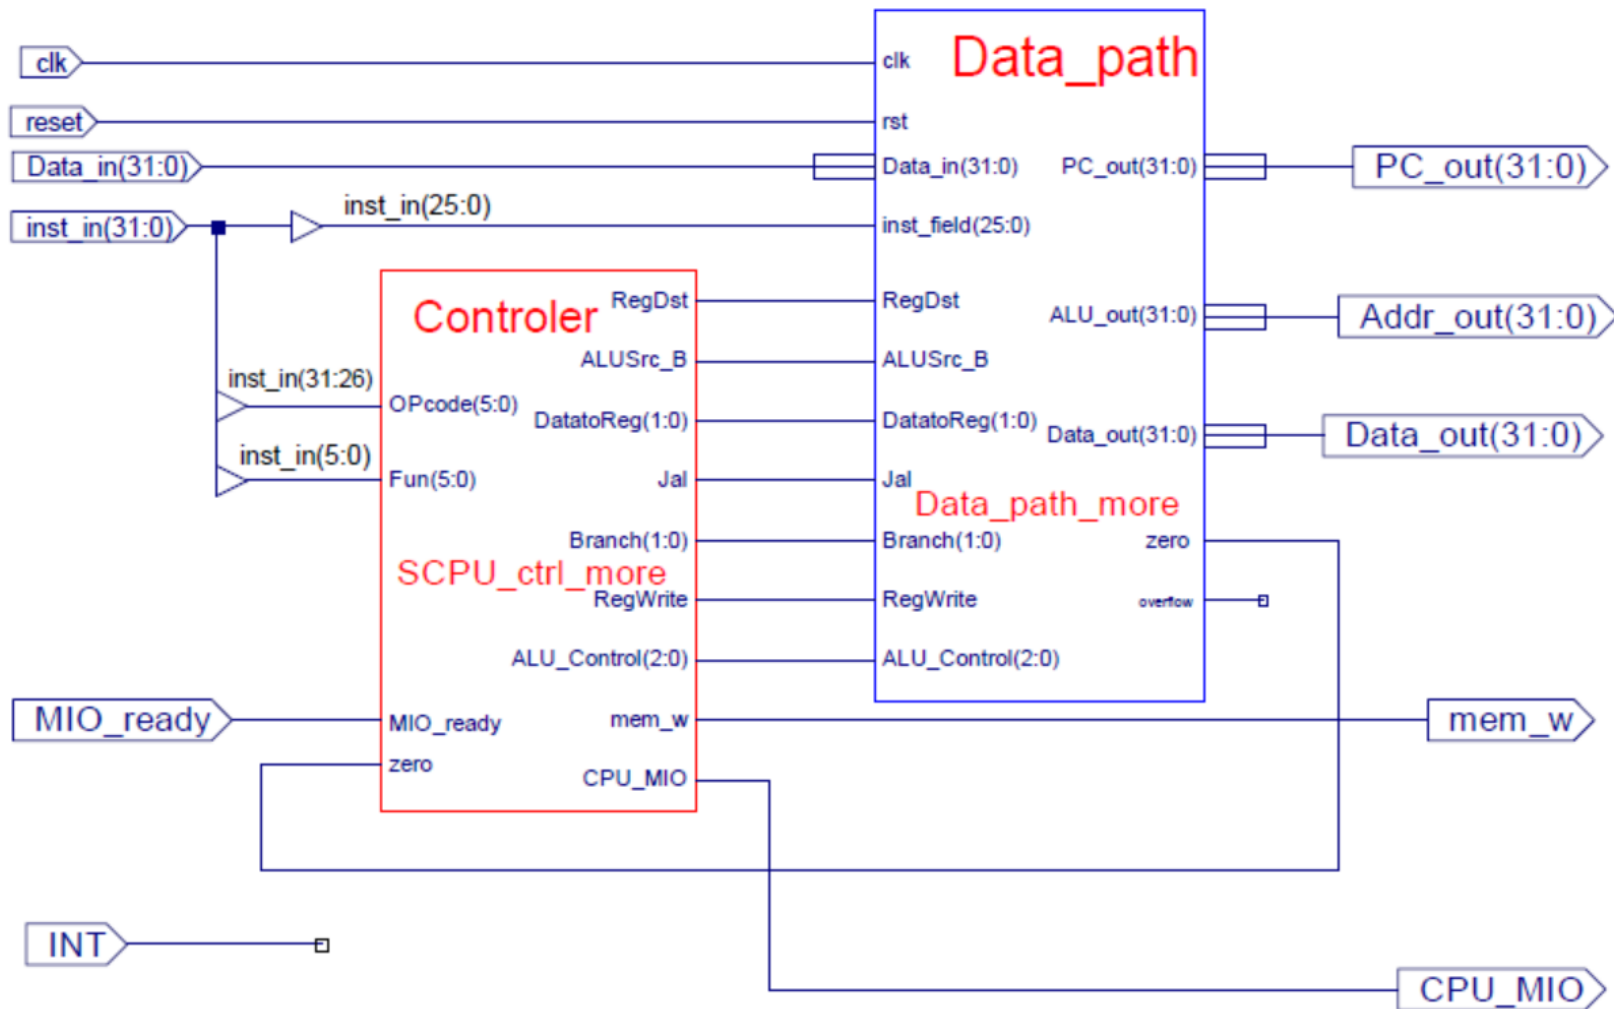 clk
clk
Data_path
reset
rst
Data_in(31:0)
Data_in(31:0)
PC_out(31:0)
PC_out(31:0)
inst_in(31:0)
inst_in(25:0)
inst_field(25:0)
Controler
RegDst
RegDst
ALU_out(31:0)
Addr_out(31:0)
ALUSrc_B
ALUSrc_B
inst_in(31:26)
OPcode(5:0)
DatatoReg(1:0)
DatatoReg(1:0)
Data_out(31:0)
Data_out(31:0)
inst_in(5:0)
Fun(5:0)
Jal
Jal
Data_path_more
Branch(1:0)
Branch(1:0)
zero
SCPU_ctrl_more
RegWrite
RegWrite
overflow
ALU_Control(2:0)
ALU_Control(2:0)
MIO_ready
MIO_ready
mem_w
mem_w
zero
CPU_MIO
INT
CPU_MIO